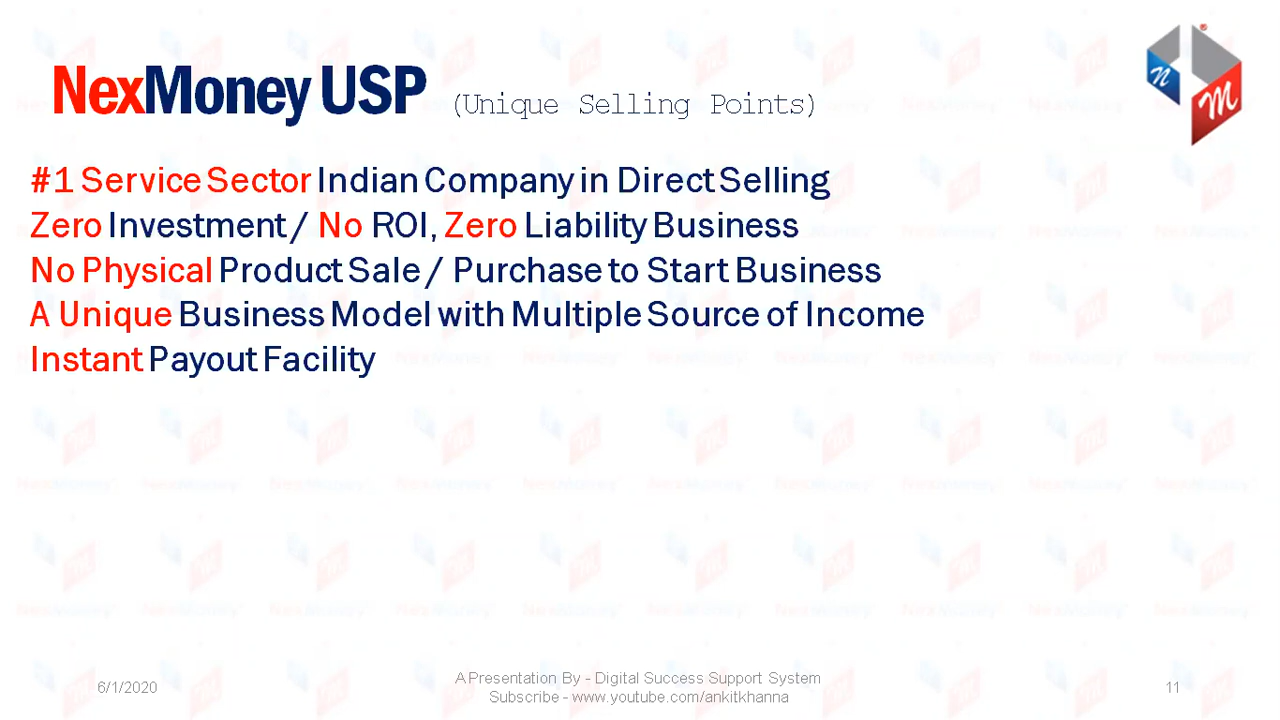 NexMoney USP (Unique Selling Points)
#1 Service Sector Indian Company in Direct Selling
Zero Investment / No ROI, Zero Liability Business
No Physical Product Sale / Purchase to Start Business
A Unique Business Model with Multiple Source of Income
Instant Payout Facility
6/1/2020
A Presentation By - Digital Success Support System
Subscribe - www.youtube.com/ankitkhanna
11